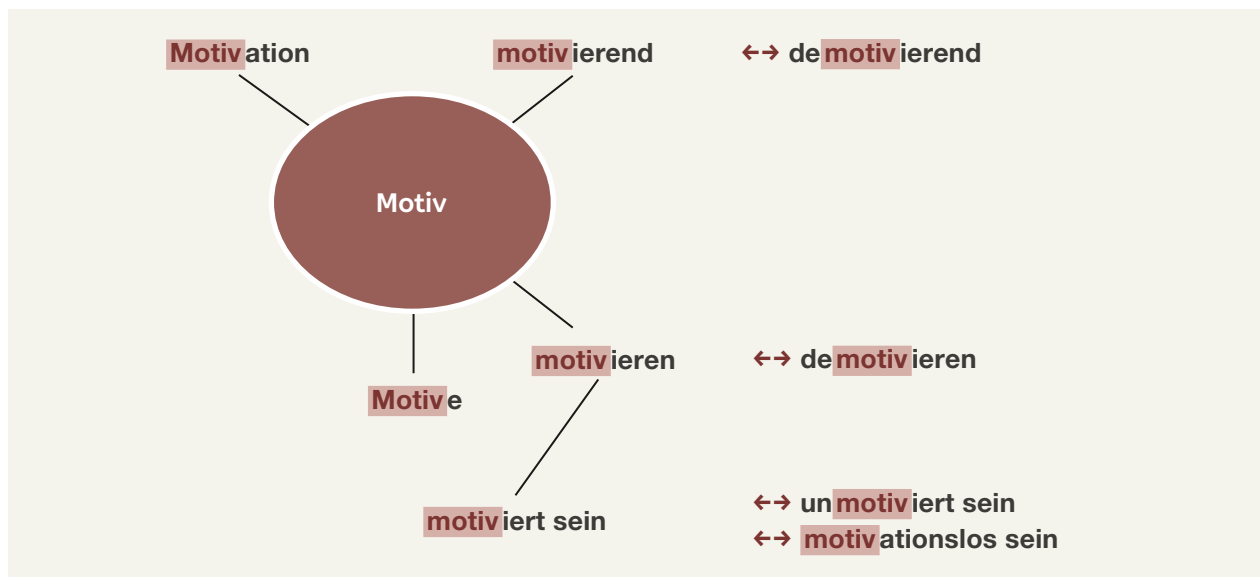 Motivation motivierend ←→ demotivierend
Motiv
motivieren ←→ demotivieren
Motive
←→ unmotiviert sein
motiviert sein
←→ motivationslos sein